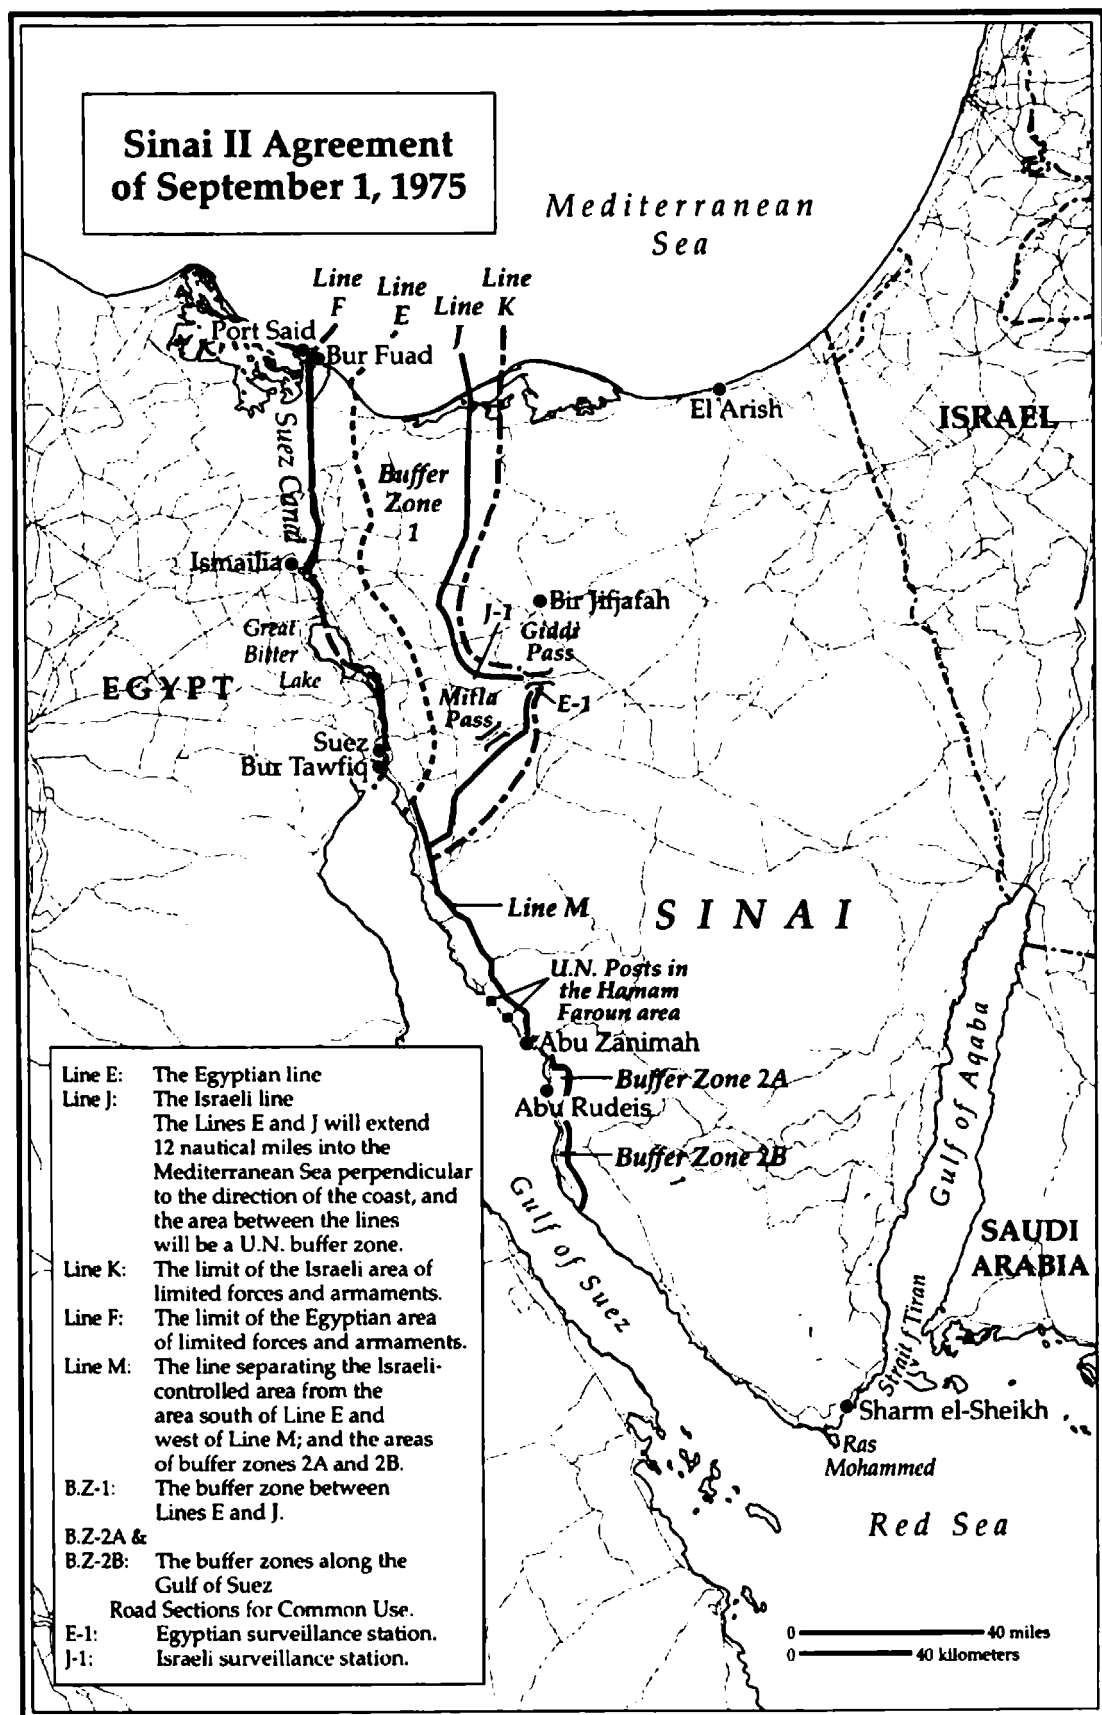 Sinai II Agreement
of September 1, 1975
Mediterranean
Sea
Line
F
Line
E
Line
J
Line
K
Port Said
Bur Fuad
El Arish
ISRAEL
Suez Canal
Buffer
Zone
1
Ismailia
Bir Jifjafah
J-1
Giddi
Pass
Great
Bitter
Lake
EGYPT
Mitla
Pass
E-1
Suez
Bur Tawfiq
Line M
SINAI
U.N. Posts in
the Hamam
Faroun area
Abu Zanimah
Buffer Zone 2A
Abu Rudeis
Buffer Zone 2B
Gulf of Suez
Gulf of Aqaba
SAUDI
ARABIA
Strait f Tiran
Sharm el-Sheikh
Ras
Mohammed
Red Sea
Line E: The Egyptian line
Line J: The Israeli line
The Lines E and J will extend
12 nautical miles into the
Mediterranean Sea perpendicular
to the direction of the coast, and
the area between the lines
will be a U.N. buffer zone.
Line K: The limit of the Israeli area of
limited forces and armaments.
Line F: The limit of the Egyptian area
of limited forces and armaments.
Line M: The line separating the Israeli-
controlled area from the
area south of Line E and
west of Line M; and the areas
of buffer zones 2A and 2B.
B.Z-1: The buffer zone between
Lines E and J.
B.Z-2A &
B.Z-2B: The buffer zones along the
Gulf of Suez
Road Sections for Common Use.
E-1: Egyptian surveillance station.
J-1: Israeli surveillance station.
0 40 miles
0 40 kilometers